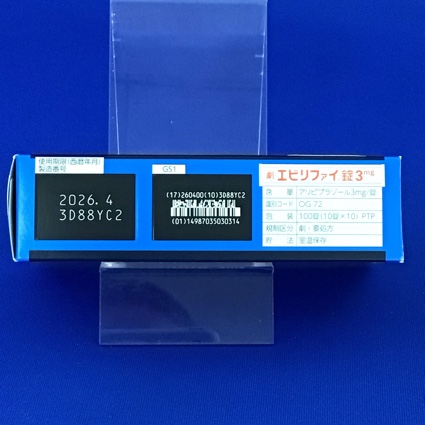 使用期限(西暦年月)
製造番号
2026. 4
3D88YC2
GS1
(17)260400(10)3D88YC2
(01)14987035030314
劇 エビリファイ錠3mg
含 量 アリピプラゾール3mg/錠
識別コード OG 72
包 装 100錠(10錠×10) PTP
規制区分 劇・要処方
貯 法 室温保存